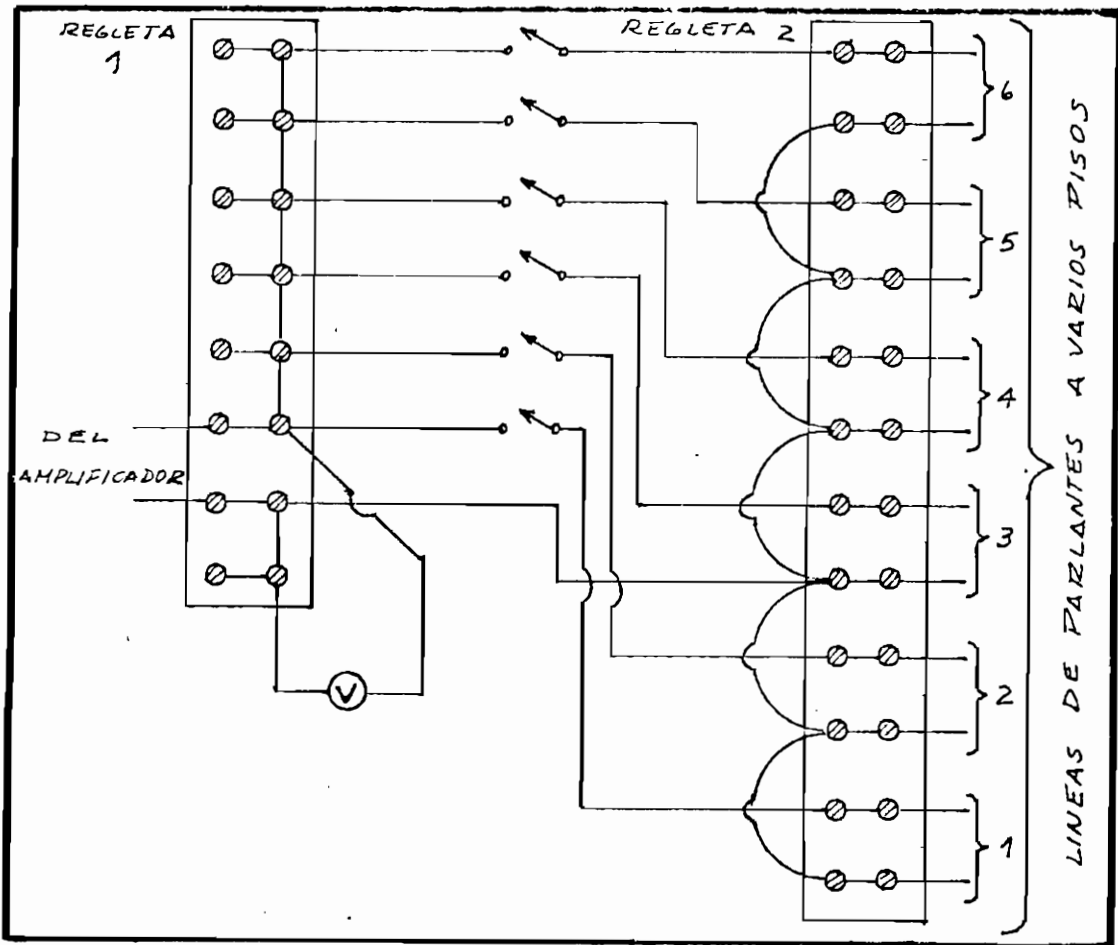 REGLETA
1
REGLETA 2
6
5
4
3
2
1
DEL
AMPLIFICADOR
V
LINEAS DE PARLANTES A VARIOS PISOS